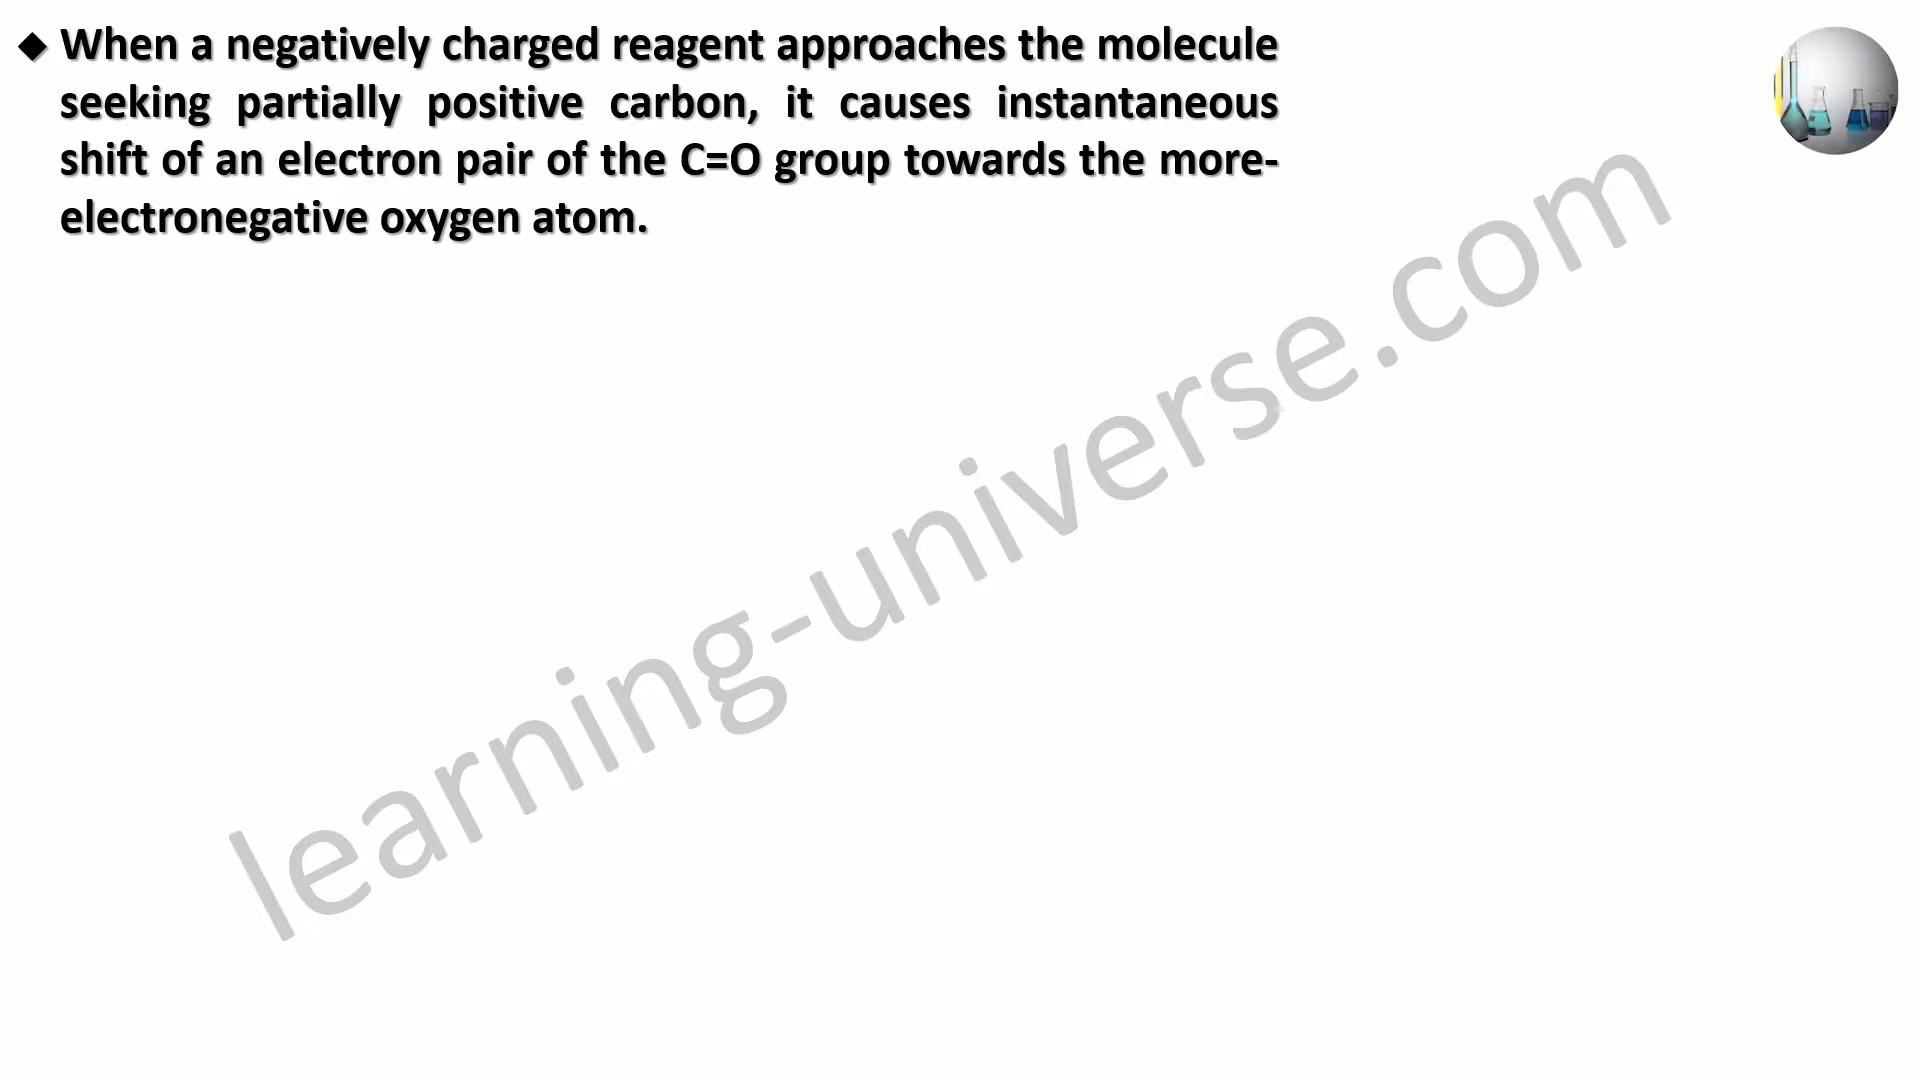 ◆ When a negatively charged reagent approaches the molecule
seeking partially positive carbon, it causes instantaneous
shift of an electron pair of the C=O group towards the more-
electronegative oxygen atom.
learning-universe.com